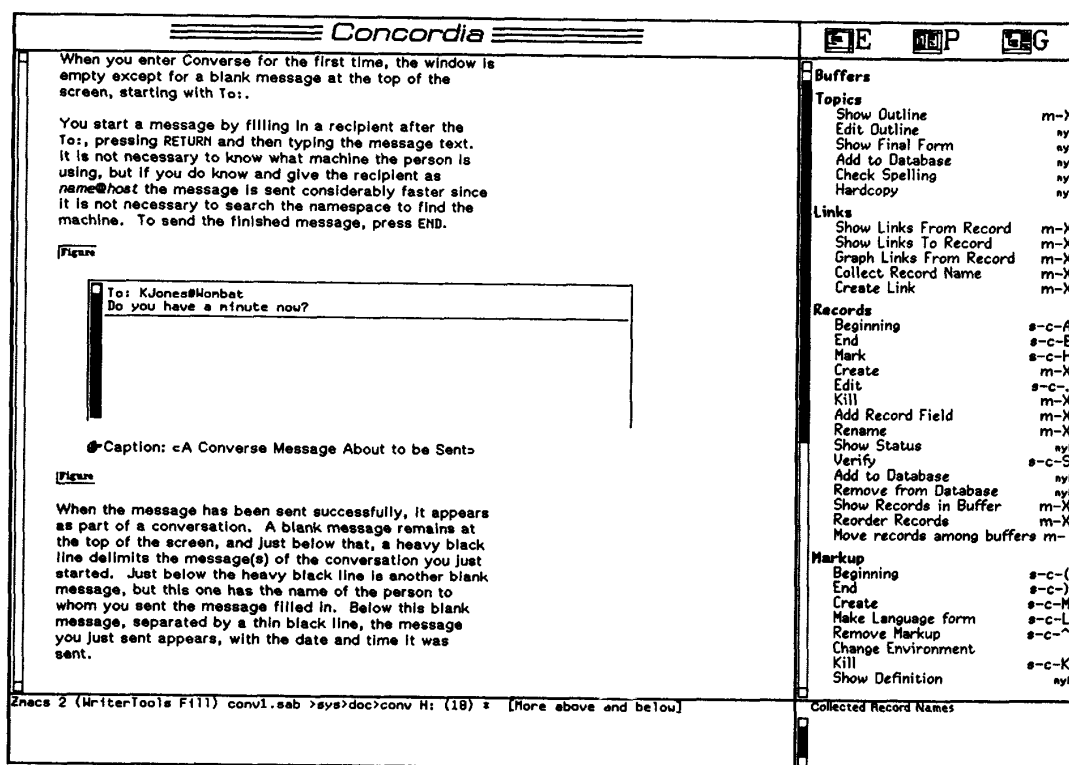 Concordia
E P G
When you enter Converse for the first time, the window is
empty except for a blank message at the top of the
screen, starting with To:.
You start a message by filling in a recipient after the
To:, pressing RETURN and then typing the message text.
It is not necessary to know what machine the person is
using, but if you do know and give the recipient as
name@host the message is sent considerably faster since
it is not necessary to search the namespace to find the
machine. To send the finished message, press END.
Figure
To: KJones@Wombat
Do you have a minute now?
Caption: <A Converse Message About to be Sent>
Figure
When the message has been sent successfully, it appears
as part of a conversation. A blank message remains at
the top of the screen, and just below that, a heavy black
line delimits the message(s) of the conversation you just
started. Just below the heavy black line is another blank
message, but this one has the name of the person to
whom you sent the message filled in. Below this blank
message, separated by a thin black line, the message
you just sent appears, with the date and time it was
sent.
Zmacs 2 (WriterTools Fill) conv1.sab >sys>doc>conv H: (18) * [More above and below]
Buffers
Topics
Show Outline m-X
Edit Outline ny
Show Final Form ny
Add to Database ny
Check Spelling ny
Hardcopy ny
Links
Show Links From Record m-X
Show Links To Record m-X
Graph Links From Record m-X
Collect Record Name m-X
Create Link m-X
Records
Beginning s-c-A
End s-c-E
Mark s-c-H
Create m-X
Edit s-c-.
Kill m-X
Add Record Field m-X
Rename m-X
Show Status ny
Verify s-c-S
Add to Database ny
Remove from Database ny
Show Records in Buffer m-X
Reorder Records m-X
Move records among buffers m-
Markup
Beginning s-c-(
End s-c-)
Create s-c-M
Make Language form s-c-L
Remove Markup s-c-^
Change Environment
Kill s-c-K
Show Definition ny
Collected Record Names